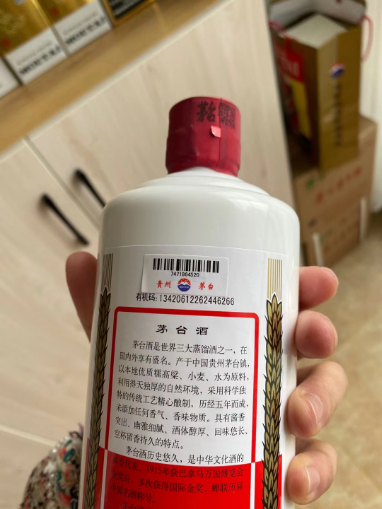 茅台
3471084520
贵州 茅台
有机码:13420612262446266
茅台酒
茅台酒是世界三大蒸馏酒之一，在
国内外享有盛名。产于中国贵州茅台镇，
以本地优质糯高粱、小麦、水为原料，
利用得天独厚的自然环境，采用科学独
特的传统工艺精心酿制，历经五年而成，
未添加任何香气、香味物质。具有酱香
突出、幽雅细腻、酒体醇厚、回味悠长、
空杯留香持久的特点。
茅台酒历史悠久，是中华文化酒的